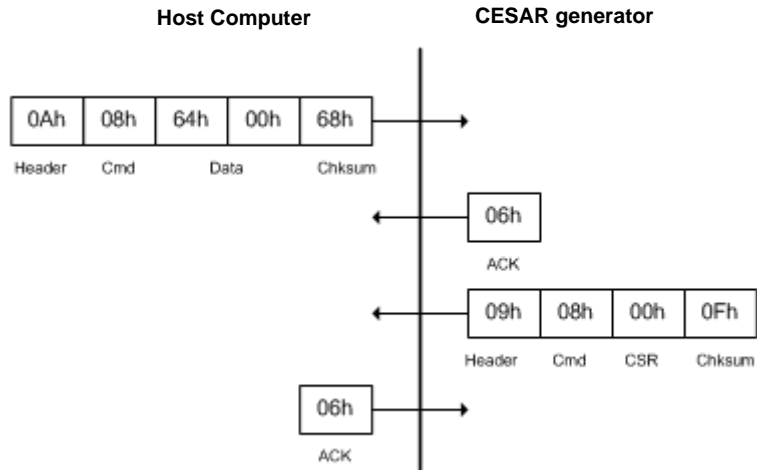 Host Computer CESAR generator
0Ah 08h 64h 00h 68h
Header Cmd Data Chksum
06h
ACK
09h 08h 00h 0Fh
Header Cmd CSR Chksum
06h
ACK